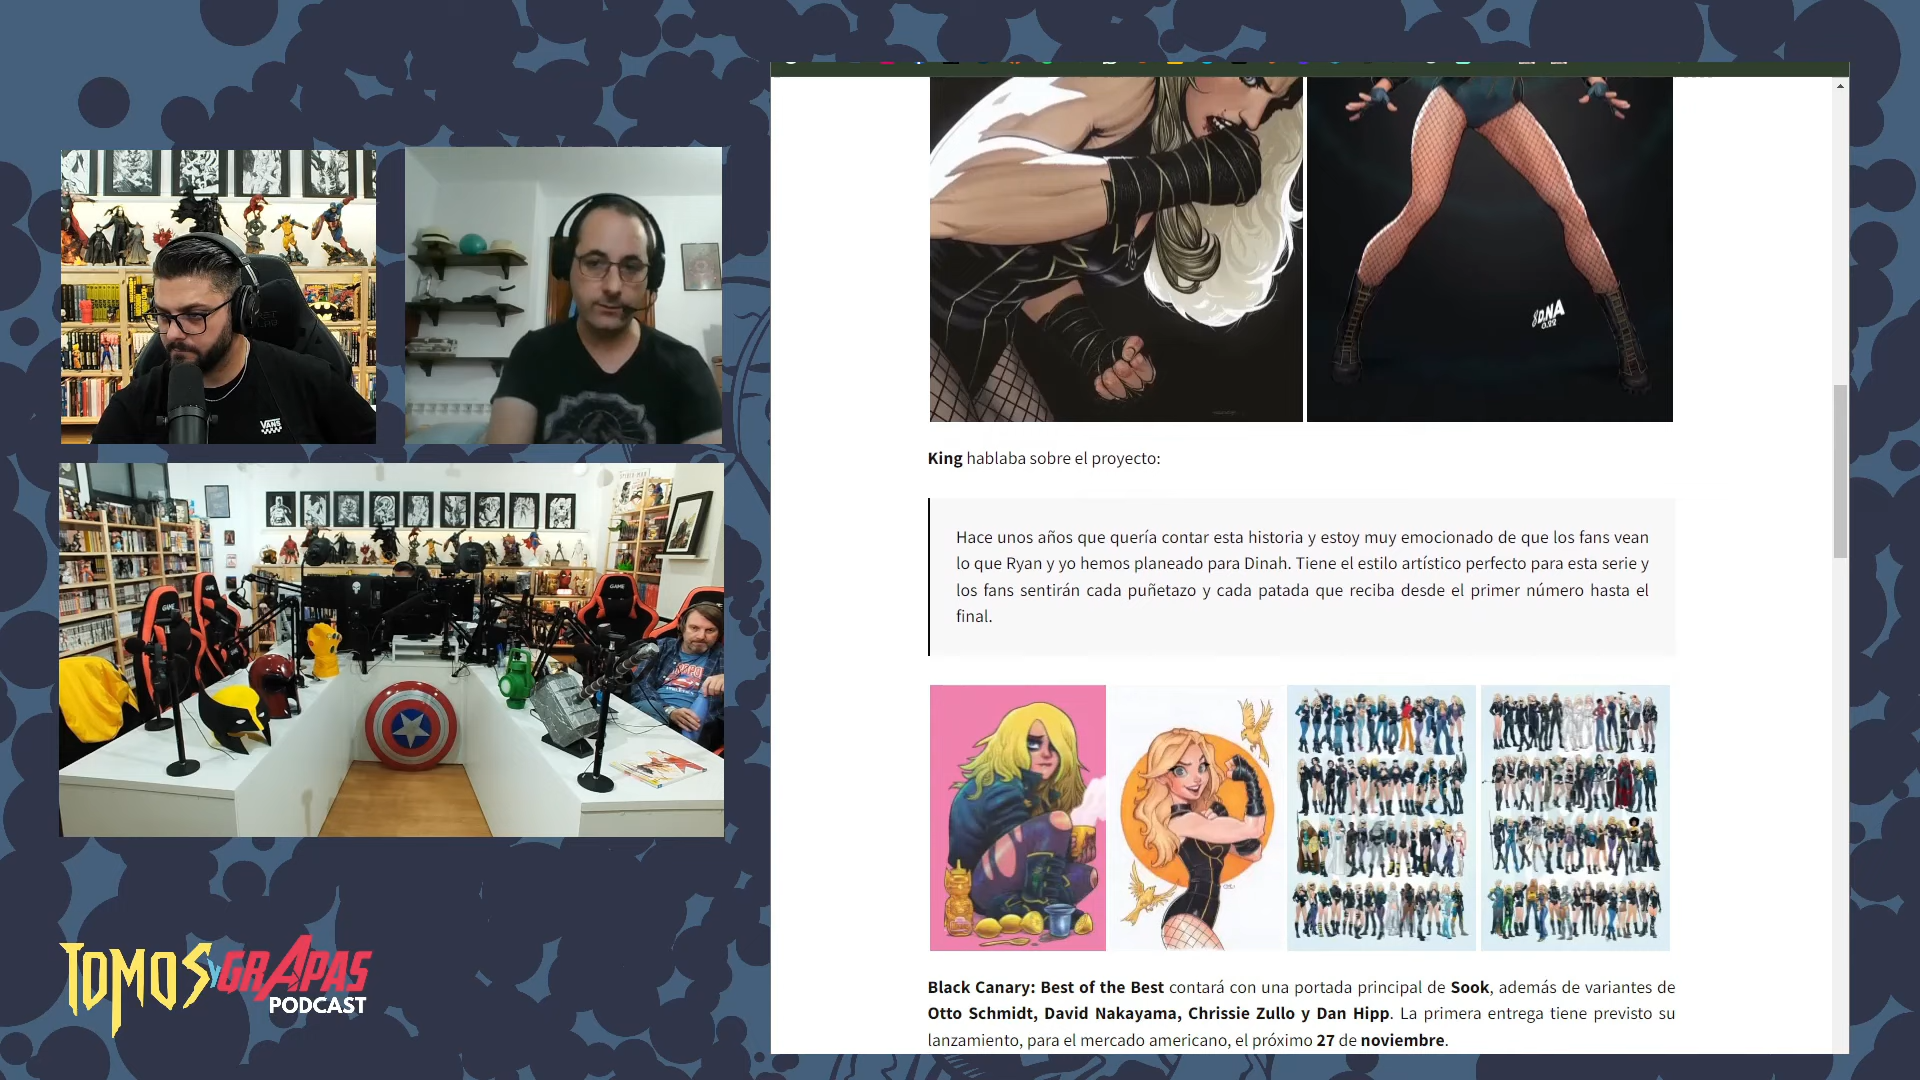 King hablaba sobre el proyecto:
Hace unos años que quería contar esta historia y estoy muy emocionado de que los fans vean
lo que Ryan y yo hemos planeado para Dinah. Tiene el estilo artístico perfecto para esta serie y
los fans sentirán cada puñetazo y cada patada que reciba desde el primer número hasta el
final.
Black Canary: Best of the Best contará con una portada principal de Sook, además de variantes de
Otto Schmidt, David Nakayama, Chrissie Zullo y Dan Hipp. La primera entrega tiene previsto su
lanzamiento, para el mercado americano, el próximo 27 de noviembre.
VANS
GAME
GAME
TOMOS y GRAPAS
PODCAST